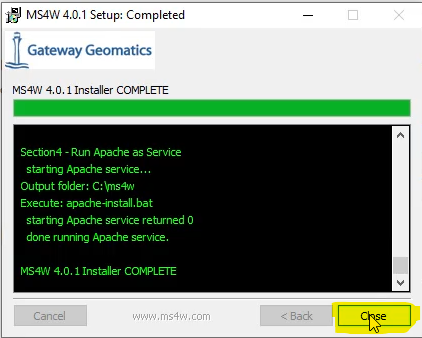 MS4W 4.0.1 Setup: Completed
Gateway Geomatics
MS4W 4.0.1 Installer COMPLETE
Section4 - Run Apache as Service
starting Apache service...
Output folder: C:\ms4w
Execute: apache-install.bat
starting Apache service returned 0
done running Apache service.
MS4W 4.0.1 Installer COMPLETE
Cancel www.ms4w.com < Back Close